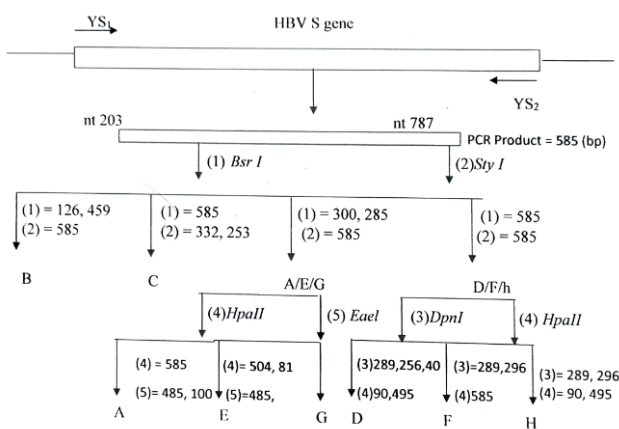 HBV S gene
YS1
YS2
nt 203
nt 787
PCR Product = 585 (bp)
(1) Bsr I
(2)Sty I
(1) = 126, 459
(2) = 585
(1) = 585
(2) = 332, 253
(1) = 300, 285
(2) = 585
(1) = 585
(2) = 585
B
C
A/E/G
D/F/h
(4)HpaII
(5) EaeI
(3)DpnI
(4) HpaII
(4) = 585
(5)= 485, 100
(4)= 504, 81
(5)=485,
(3)289,256,40
(4)90,495
(3)=289,296
(4)585
(3)= 289, 296
(4)= 90, 495
A
E
G
D
F
H